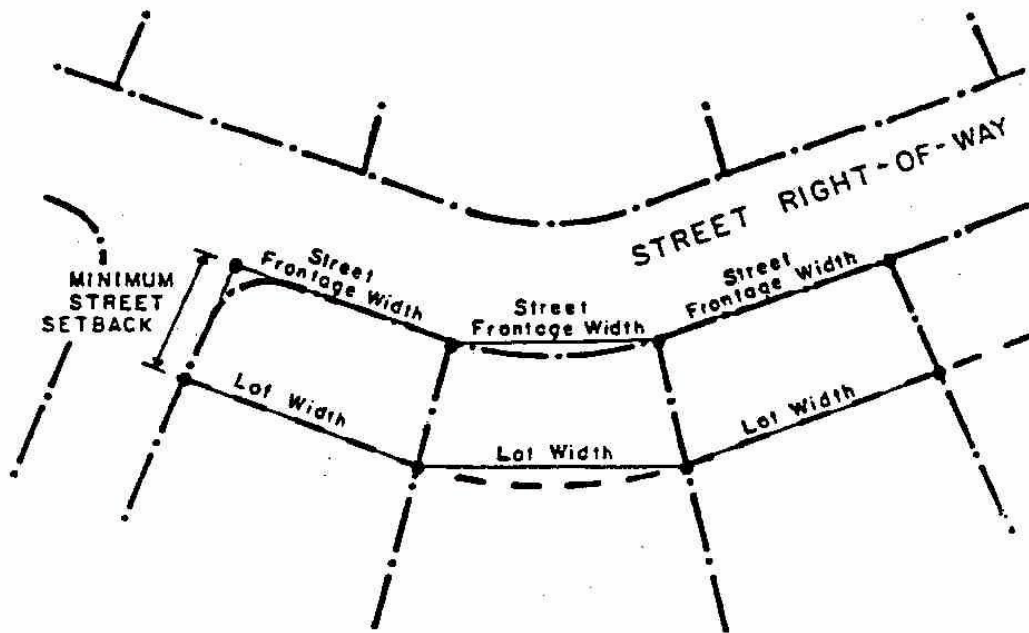 STREET RIGHT-OF-WAY
MINIMUM
STREET
SETBACK
Street
Frontage Width
Street
Frontage Width
Street
Frontage Width
Lot Width
Lot Width
Lot Width